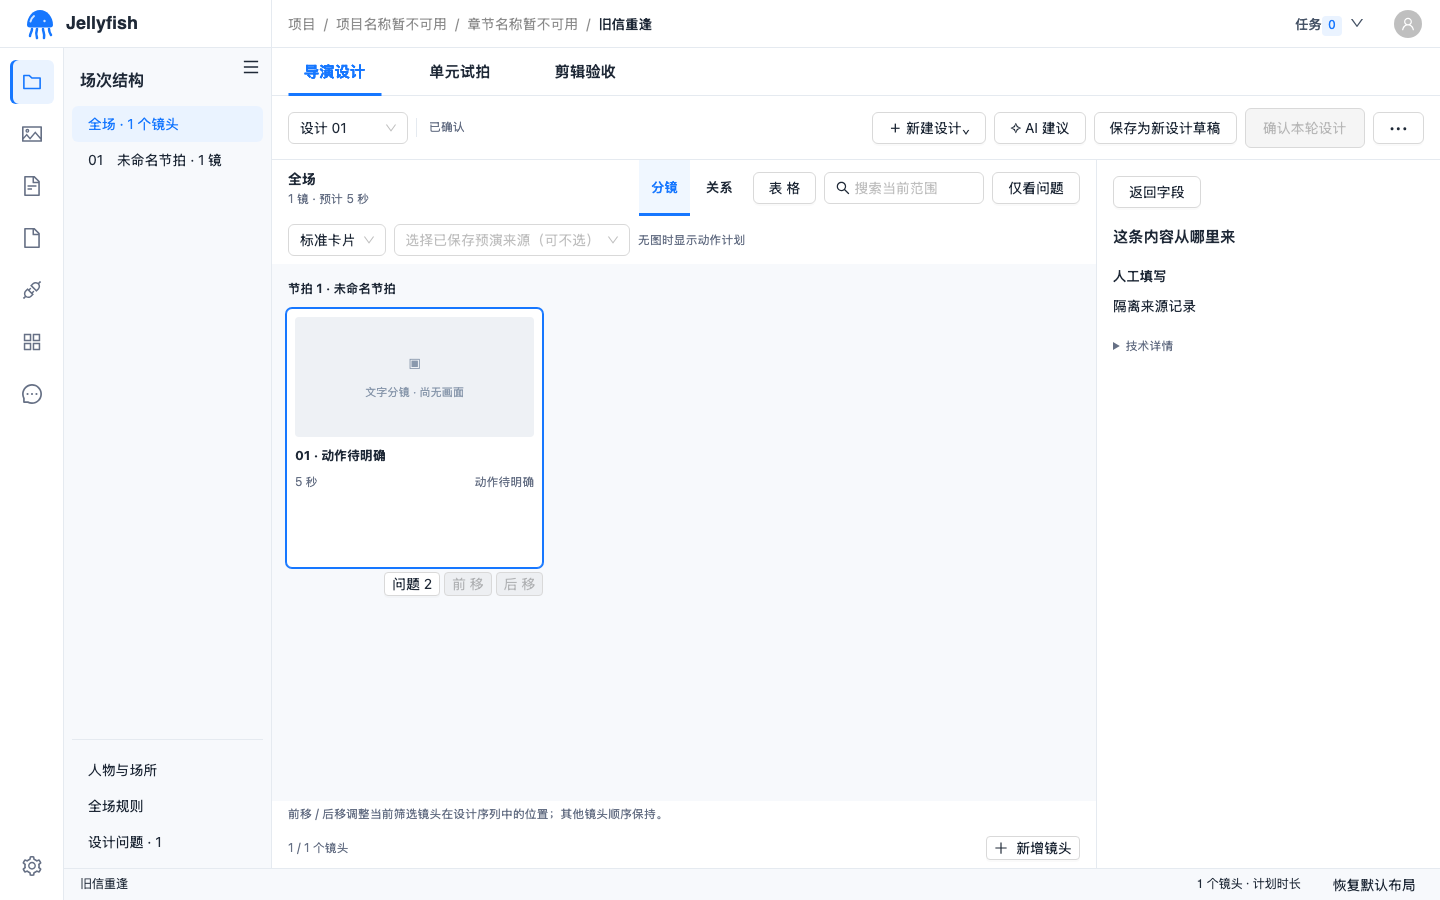 Jellyfish
项目 / 项目名称暂不可用 / 章节名称暂不可用 / 旧信重逢
任务 0
场次结构
全场 · 1 个镜头
01 未命名节拍 · 1 镜
人物与场所
全场规则
设计问题 · 1
导演设计 单元试拍 剪辑验收
设计 01 已确认
新建设计 AI 建议 保存为新设计草稿 确认本轮设计
全场
1 镜 · 预计 5 秒
分镜 关系 表 格 搜索当前范围 仅看问题
标准卡片 选择已保存预演来源（可不选） 无图时显示动作计划
节拍 1 · 未命名节拍
文字分镜 · 尚无画面
01 · 动作待明确
5 秒 动作待明确
问题 2 前 移 后 移
前移 / 后移调整当前筛选镜头在设计序列中的位置；其他镜头顺序保持。
1 / 1 个镜头 新增镜头
返回字段
这条内容从哪里来
人工填写
隔离来源记录
技术详情
旧信重逢 1 个镜头 · 计划时长 恢复默认布局